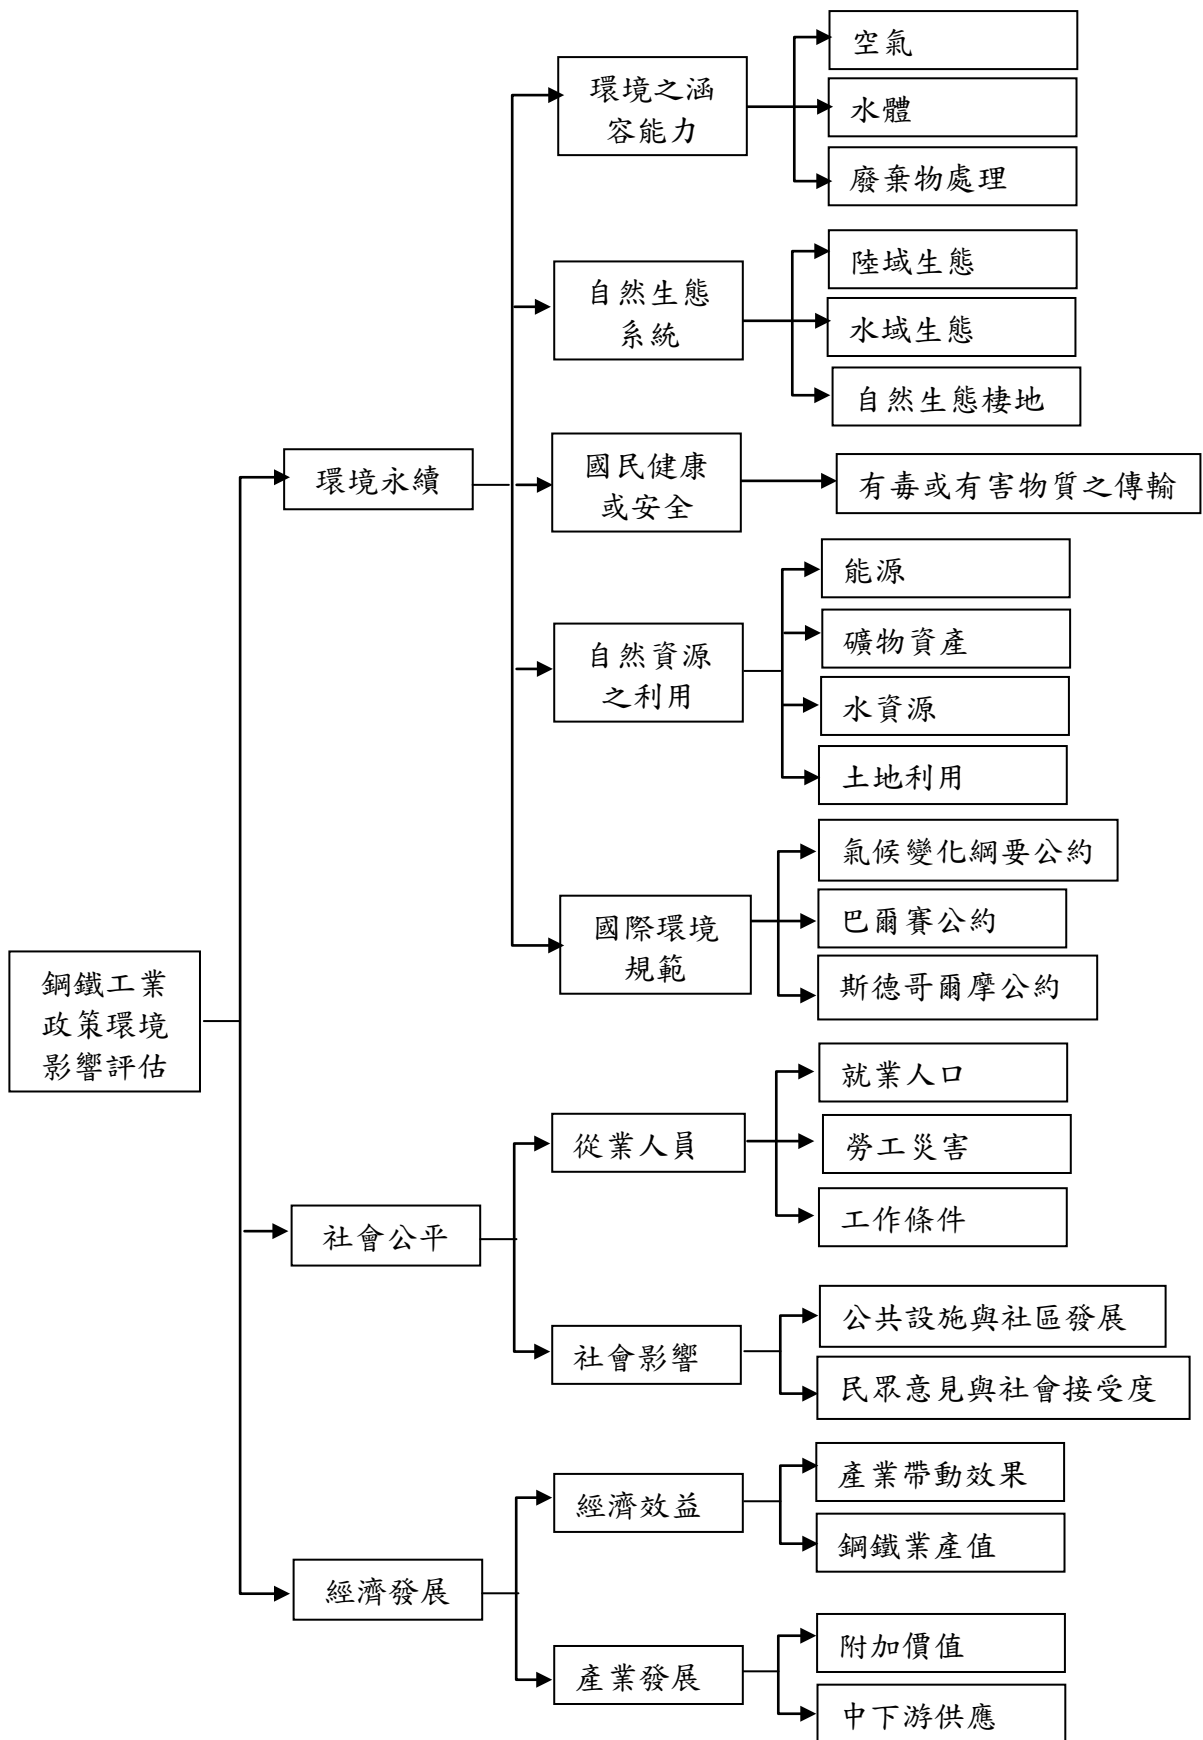 空氣
環境之涵
容能力
水體
廢棄物處理
陸域生態
自然生態
系統
水域生態
自然生態棲地
環境永續
國民健康
或安全
有毒或有害物質之傳輸
能源
礦物資產
自然資源
之利用
水資源
土地利用
氣候變化綱要公約
國際環境
規範
巴爾賽公約
斯德哥爾摩公約
鋼鐵工業
政策環境
影響評估
就業人口
從業人員
勞工災害
工作條件
社會公平
公共設施與社區發展
社會影響
民眾意見與社會接受度
產業帶動效果
經濟效益
鋼鐵業產值
經濟發展
附加價值
產業發展
中下游供應